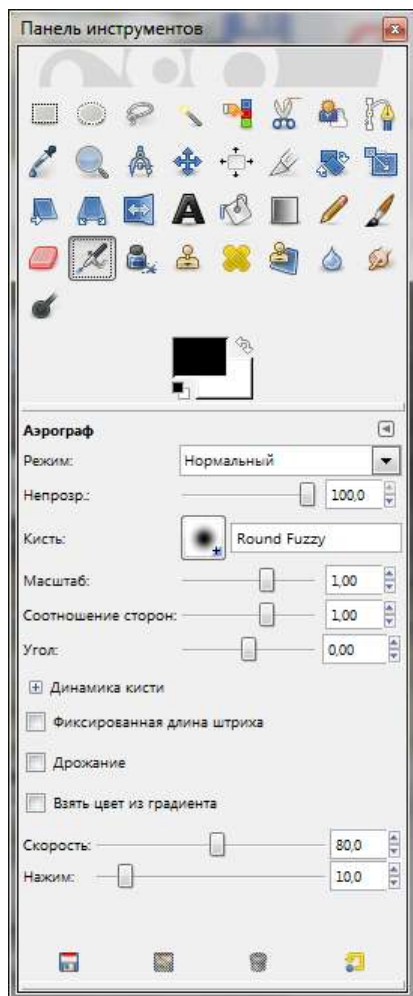 Панель инструментов
Аэрограф
Режим: Нормальный
Непрозр.: 100,0
Кисть: Round Fuzzy
Масштаб: 1,00
Соотношение сторон: 1,00
Угол: 0,00
Динамика кисти
Фиксированная длина штриха
Дрожание
Взять цвет из градиента
Скорость: 80,0
Нажим: 10,0